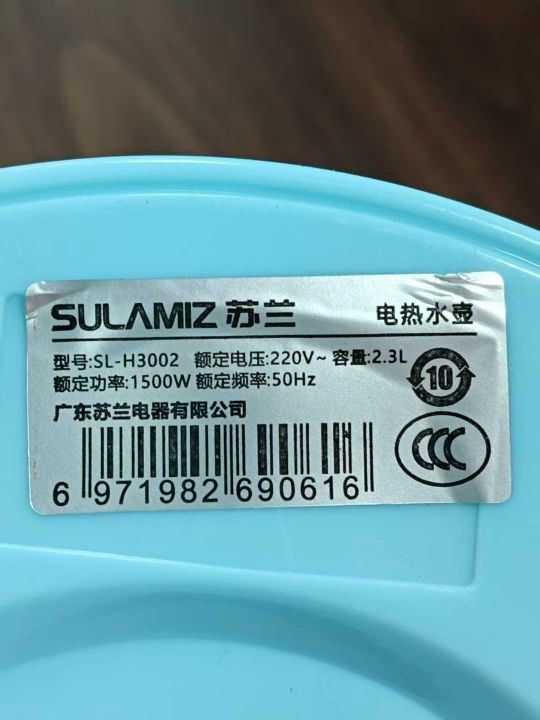 SULAMIZ 苏兰 电热水壶
型号:SL-H3002 额定电压:220V~ 容量:2.3L
额定功率:1500W 额定频率:50Hz
10
广东苏兰电器有限公司
CCC
6 971982 690616